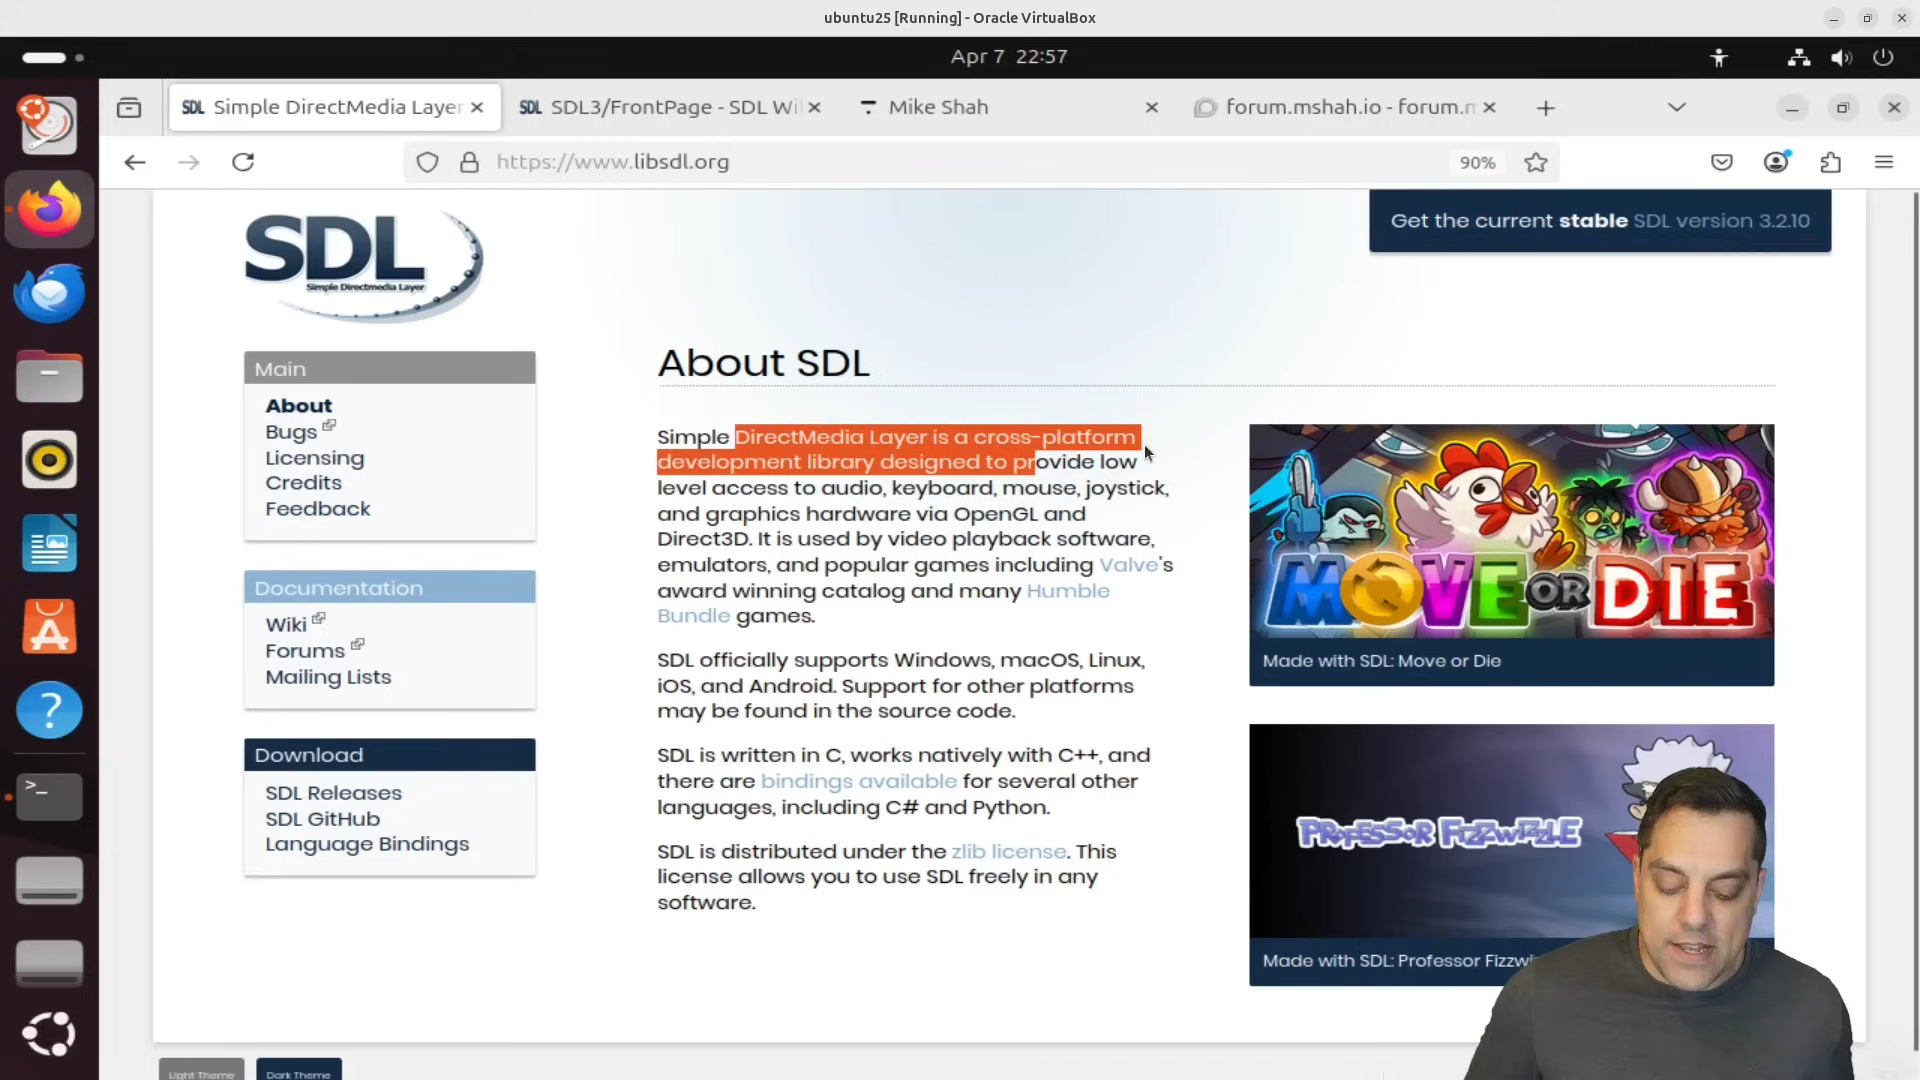 ubuntu25 [Running] - Oracle VirtualBox
Apr 7 22:57
SDL Simple DirectMedia Layer
SDL SDL3/FrontPage - SDL Wi
Mike Shah
forum.mshah.io - forum.m
https://www.libsdl.org
90%
SDL
Simple Directmedia Layer
Get the current stable SDL version 3.2.10
Main
About
Bugs
Licensing
Credits
Feedback
Documentation
Wiki
Forums
Mailing Lists
Download
SDL Releases
SDL GitHub
Language Bindings
About SDL
Simple DirectMedia Layer is a cross-platform
development library designed to provide low
level access to audio, keyboard, mouse, joystick,
and graphics hardware via OpenGL and
Direct3D. It is used by video playback software,
emulators, and popular games including Valve's
award winning catalog and many Humble
Bundle games.
SDL officially supports Windows, macOS, Linux,
iOS, and Android. Support for other platforms
may be found in the source code.
SDL is written in C, works natively with C++, and
there are bindings available for several other
languages, including C# and Python.
SDL is distributed under the zlib license. This
license allows you to use SDL freely in any
software.
MOVE OR DIE
Made with SDL: Move or Die
PROFESSOR FIZZWIZZLE
Made with SDL: Professor Fizzwi
Light Theme
Dark Theme